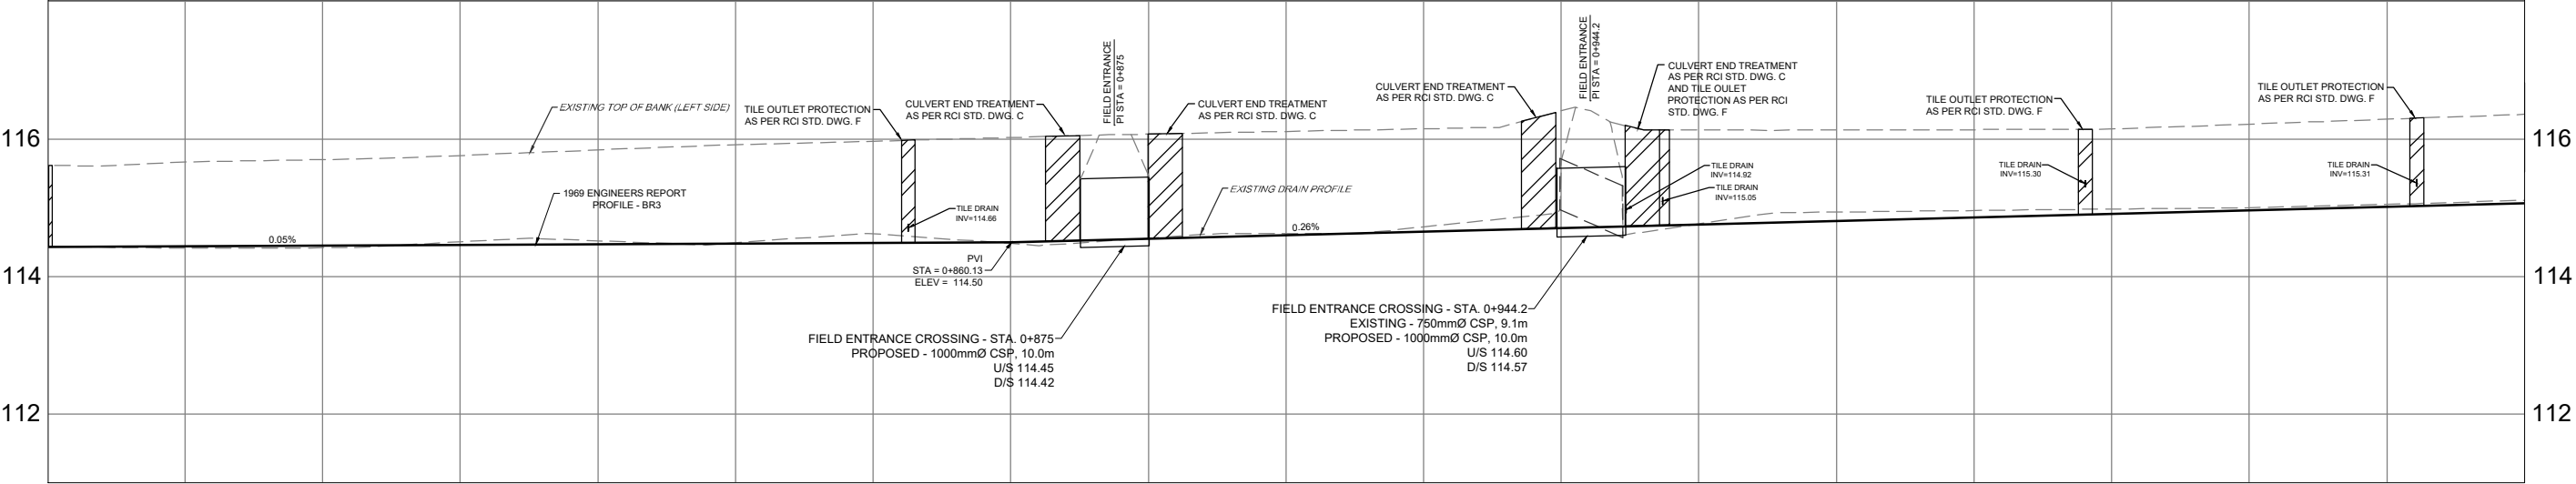 FIELD ENTRANCE
PI STA = 0+875
FIELD ENTRANCE
PI STA = 0+944.2
EXISTING TOP OF BANK (LEFT SIDE)
TILE OUTLET PROTECTION
AS PER RCI STD. DWG. F
CULVERT END TREATMENT
AS PER RCI STD. DWG. C
CULVERT END TREATMENT
AS PER RCI STD. DWG. C
CULVERT END TREATMENT
AS PER RCI STD. DWG. C
CULVERT END TREATMENT
AS PER RCI STD. DWG. C
AND TILE OULET
PROTECTION AS PER RCI
STD. DWG. F
TILE OUTLET PROTECTION
AS PER RCI STD. DWG. F
TILE OUTLET PROTECTION
AS PER RCI STD. DWG. F
116
116
1969 ENGINEERS REPORT
PROFILE - BR3
TILE DRAIN
INV=114.66
EXISTING DRAIN PROFILE
TILE DRAIN
INV=114.92
TILE DRAIN
INV=115.05
TILE DRAIN
INV=115.30
TILE DRAIN
INV=115.31
0.05%
0.26%
PVI
STA = 0+860.13
ELEV = 114.50
114
114
FIELD ENTRANCE CROSSING - STA. 0+875
PROPOSED - 1000mmØ CSP, 10.0m
U/S 114.45
D/S 114.42
FIELD ENTRANCE CROSSING - STA. 0+944.2
EXISTING - 750mmØ CSP, 9.1m
PROPOSED - 1000mmØ CSP, 10.0m
U/S 114.60
D/S 114.57
112
112